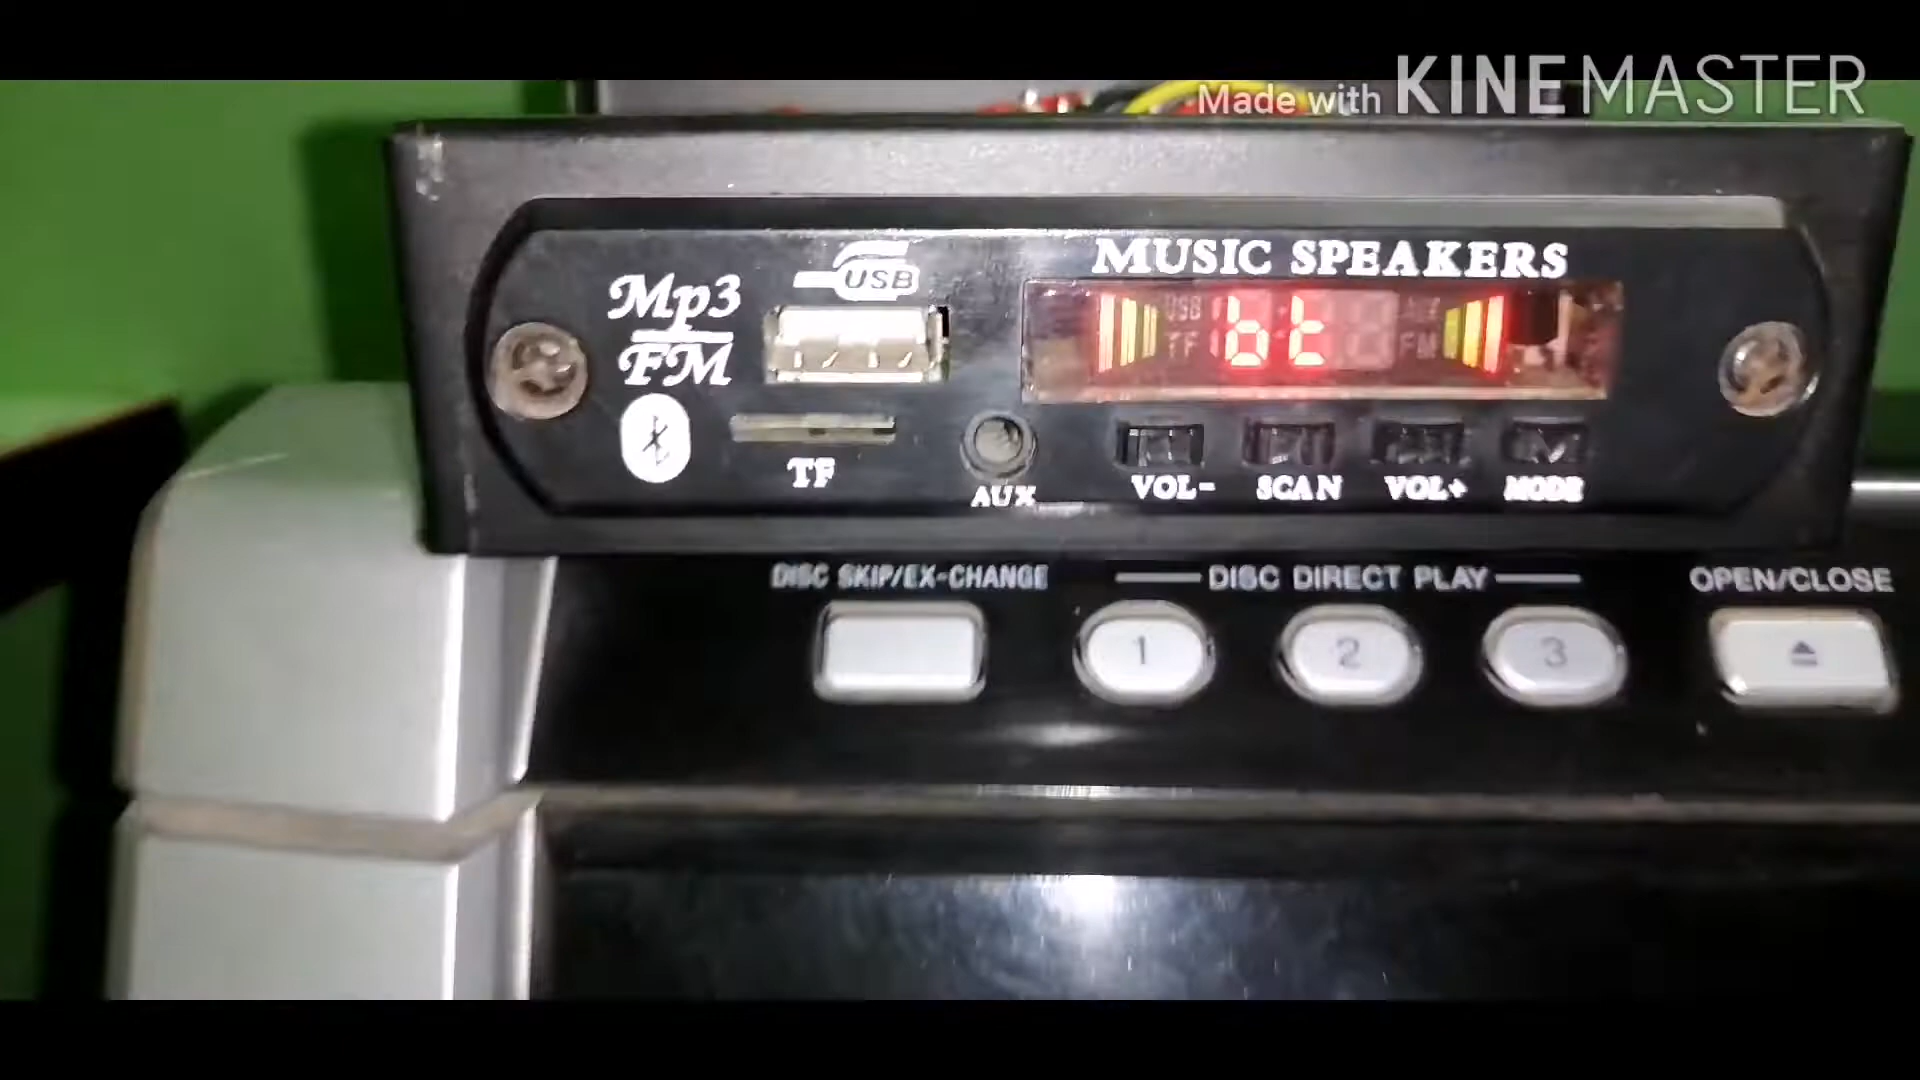 Made with KINEMASTER
MUSIC SPEAKERS
USB
Mp3
FM
USB
TF
bt
FM
TF
AUX
VOL-
SCAN
VOL+
MODE
DISC SKIP/EX-CHANGE
DISC DIRECT PLAY
OPEN/CLOSE
1
2
3